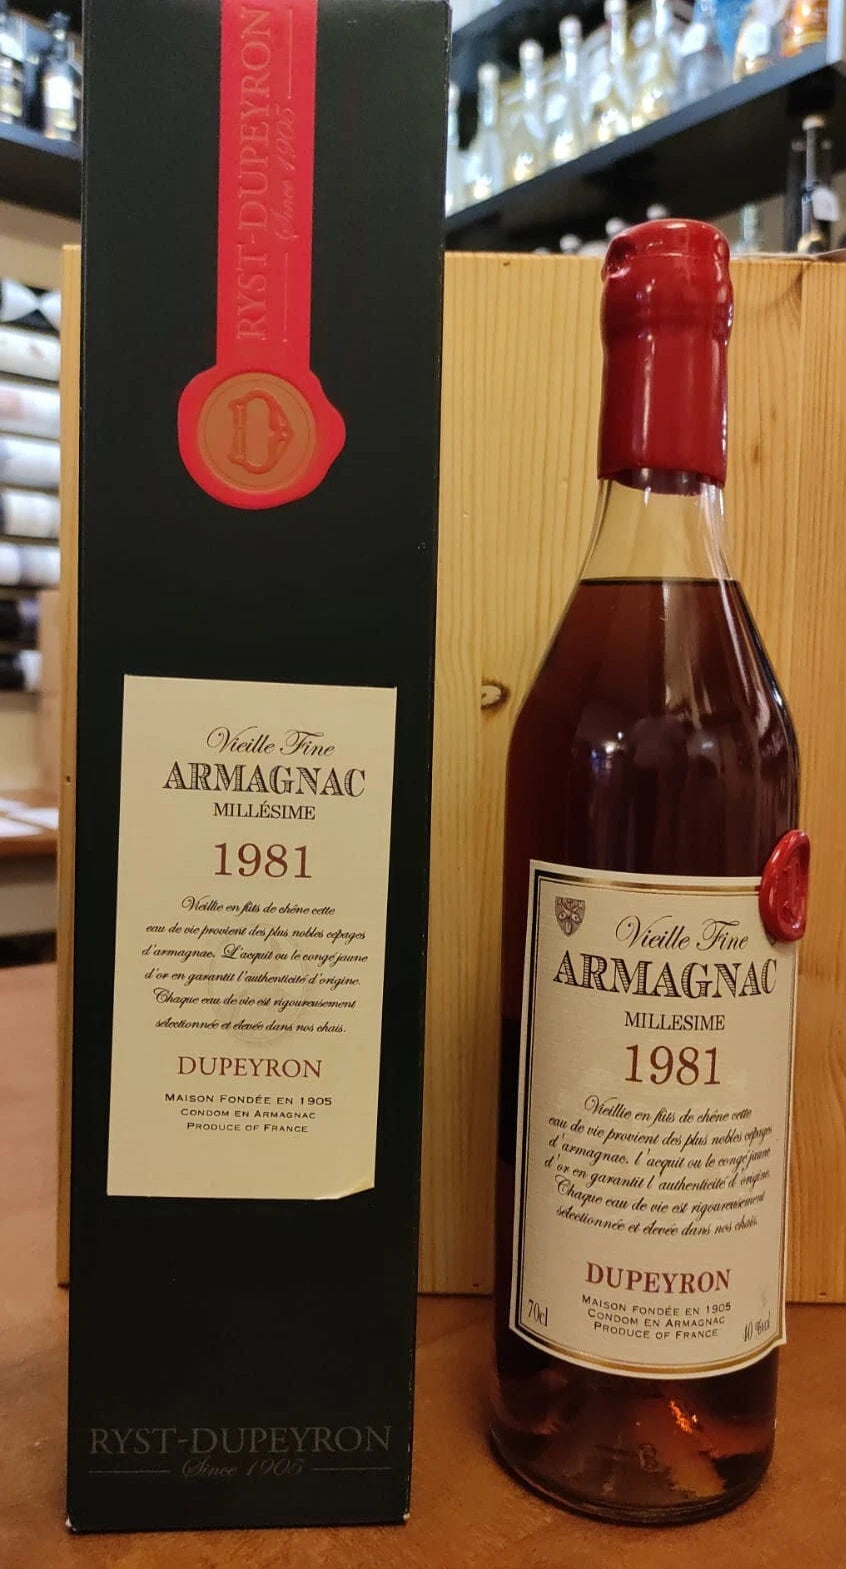 RYST-DUPEYRON
Since 1905
D
Vieille Fine
ARMAGNAC
MILLÉSIME
1981
Vieillie en fûts de chêne cette
eau de vie provient des plus nobles cépages
d'armagnac. L'acquit ou le congé jaune
d'or en garantit l'authenticité d'origine.
Chaque eau de vie est rigoureusement
sélectionnée et élevée dans nos chais.
DUPEYRON
MAISON FONDÉE EN 1905
CONDOM EN ARMAGNAC
PRODUCE OF FRANCE
RYST-DUPEYRON
Since 1905
Vieille Fine
ARMAGNAC
MILLESIME
1981
Vieillie en fûts de chêne cette
eau de vie provient des plus nobles cépages
d'armagnac. l'acquit ou le congé jaune
d'or en garantit l'authenticité d'origine.
Chaque eau de vie est rigoureusement
sélectionnée et élevée dans nos chais.
DUPEYRON
MAISON FONDÉE EN 1905
CONDOM EN ARMAGNAC
PRODUCE OF FRANCE
70cl
40 %vol